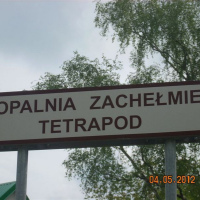 OPALNIA ZACHEŁMIE
TETRAPOD
04.05.2012